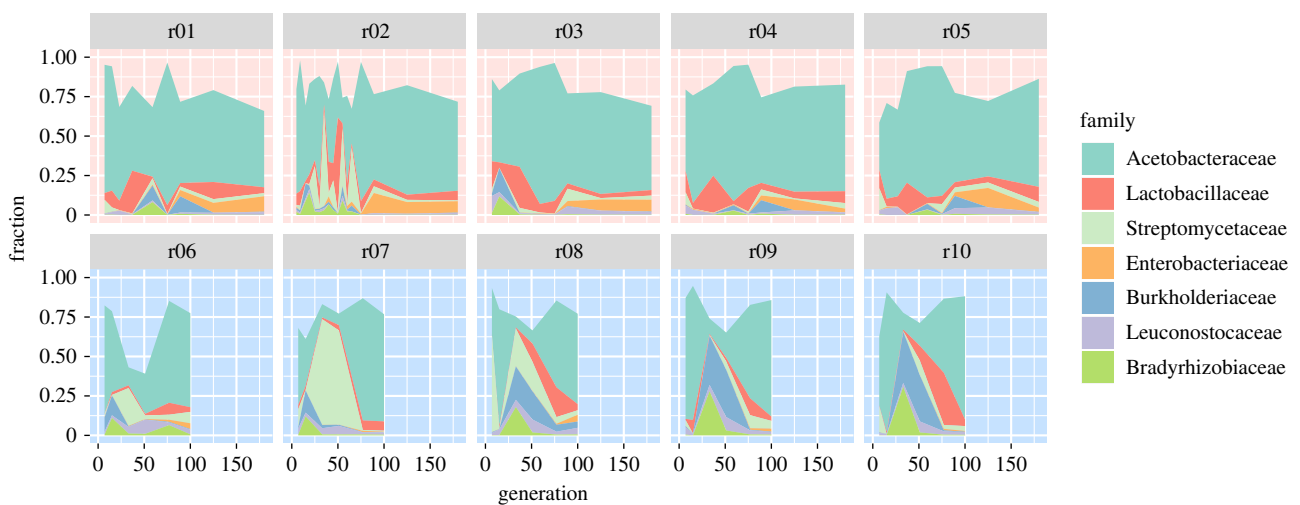 r01 r02 r03 r04 r05
1.00
0.75
0.50
0.25
0
r06 r07 r08 r09 r10
1.00
0.75
0.50
0.25
0
0 50 100 150 0 50 100 150 0 50 100 150 0 50 100 150 0 50 100 150
generation
fraction
family
Acetobacteraceae
Lactobacillaceae
Streptomycetaceae
Enterobacteriaceae
Burkholderiaceae
Leuconostocaceae
Bradyrhizobiaceae